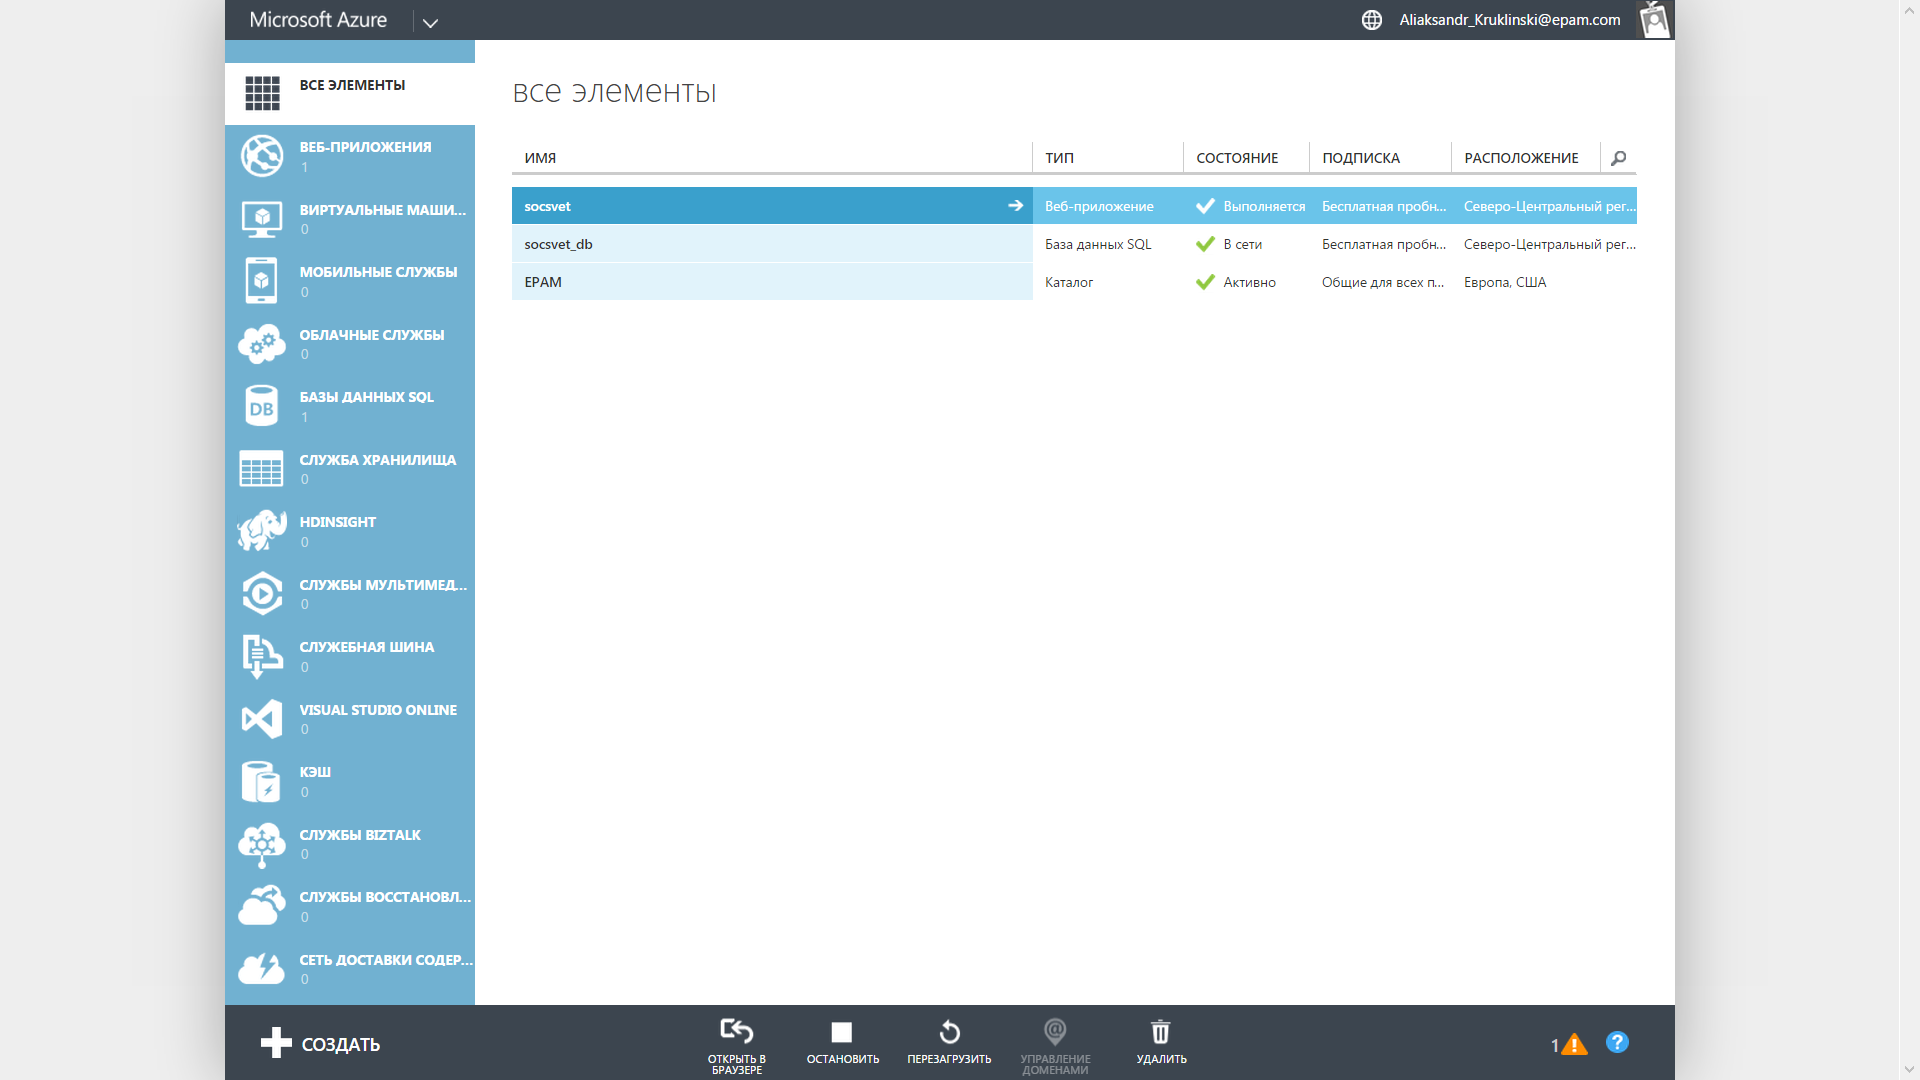 Microsoft Azure
Aliaksandr_Kruklinski@epam.com
ВСЕ ЭЛЕМЕНТЫ
ВЕБ-ПРИЛОЖЕНИЯ
1
ВИРТУАЛЬНЫЕ МАШИ...
0
МОБИЛЬНЫЕ СЛУЖБЫ
0
ОБЛАЧНЫЕ СЛУЖБЫ
0
БАЗЫ ДАННЫХ SQL
DB
1
СЛУЖБА ХРАНИЛИЩА
0
HDINSIGHT
0
СЛУЖБЫ МУЛЬТИМЕД...
0
СЛУЖЕБНАЯ ШИНА
0
VISUAL STUDIO ONLINE
0
КЭШ
0
СЛУЖБЫ BIZTALK
0
СЛУЖБЫ ВОССТАНОВЛ...
0
СЕТЬ ДОСТАВКИ СОДЕР...
0
все элементы
ИМЯ ТИП СОСТОЯНИЕ ПОДПИСКА РАСПОЛОЖЕНИЕ
socsvet Веб-приложение Выполняется Бесплатная пробн... Северо-Центральный рег...
socsvet_db База данных SQL В сети Бесплатная пробн... Северо-Центральный рег...
EPAM Каталог Активно Общие для всех п... Европа, США
СОЗДАТЬ
ОТКРЫТЬ В
БРАУЗЕРЕ
ОСТАНОВИТЬ
ПЕРЕЗАГРУЗИТЬ
УПРАВЛЕНИЕ
ДОМЕНАМИ
УДАЛИТЬ
1